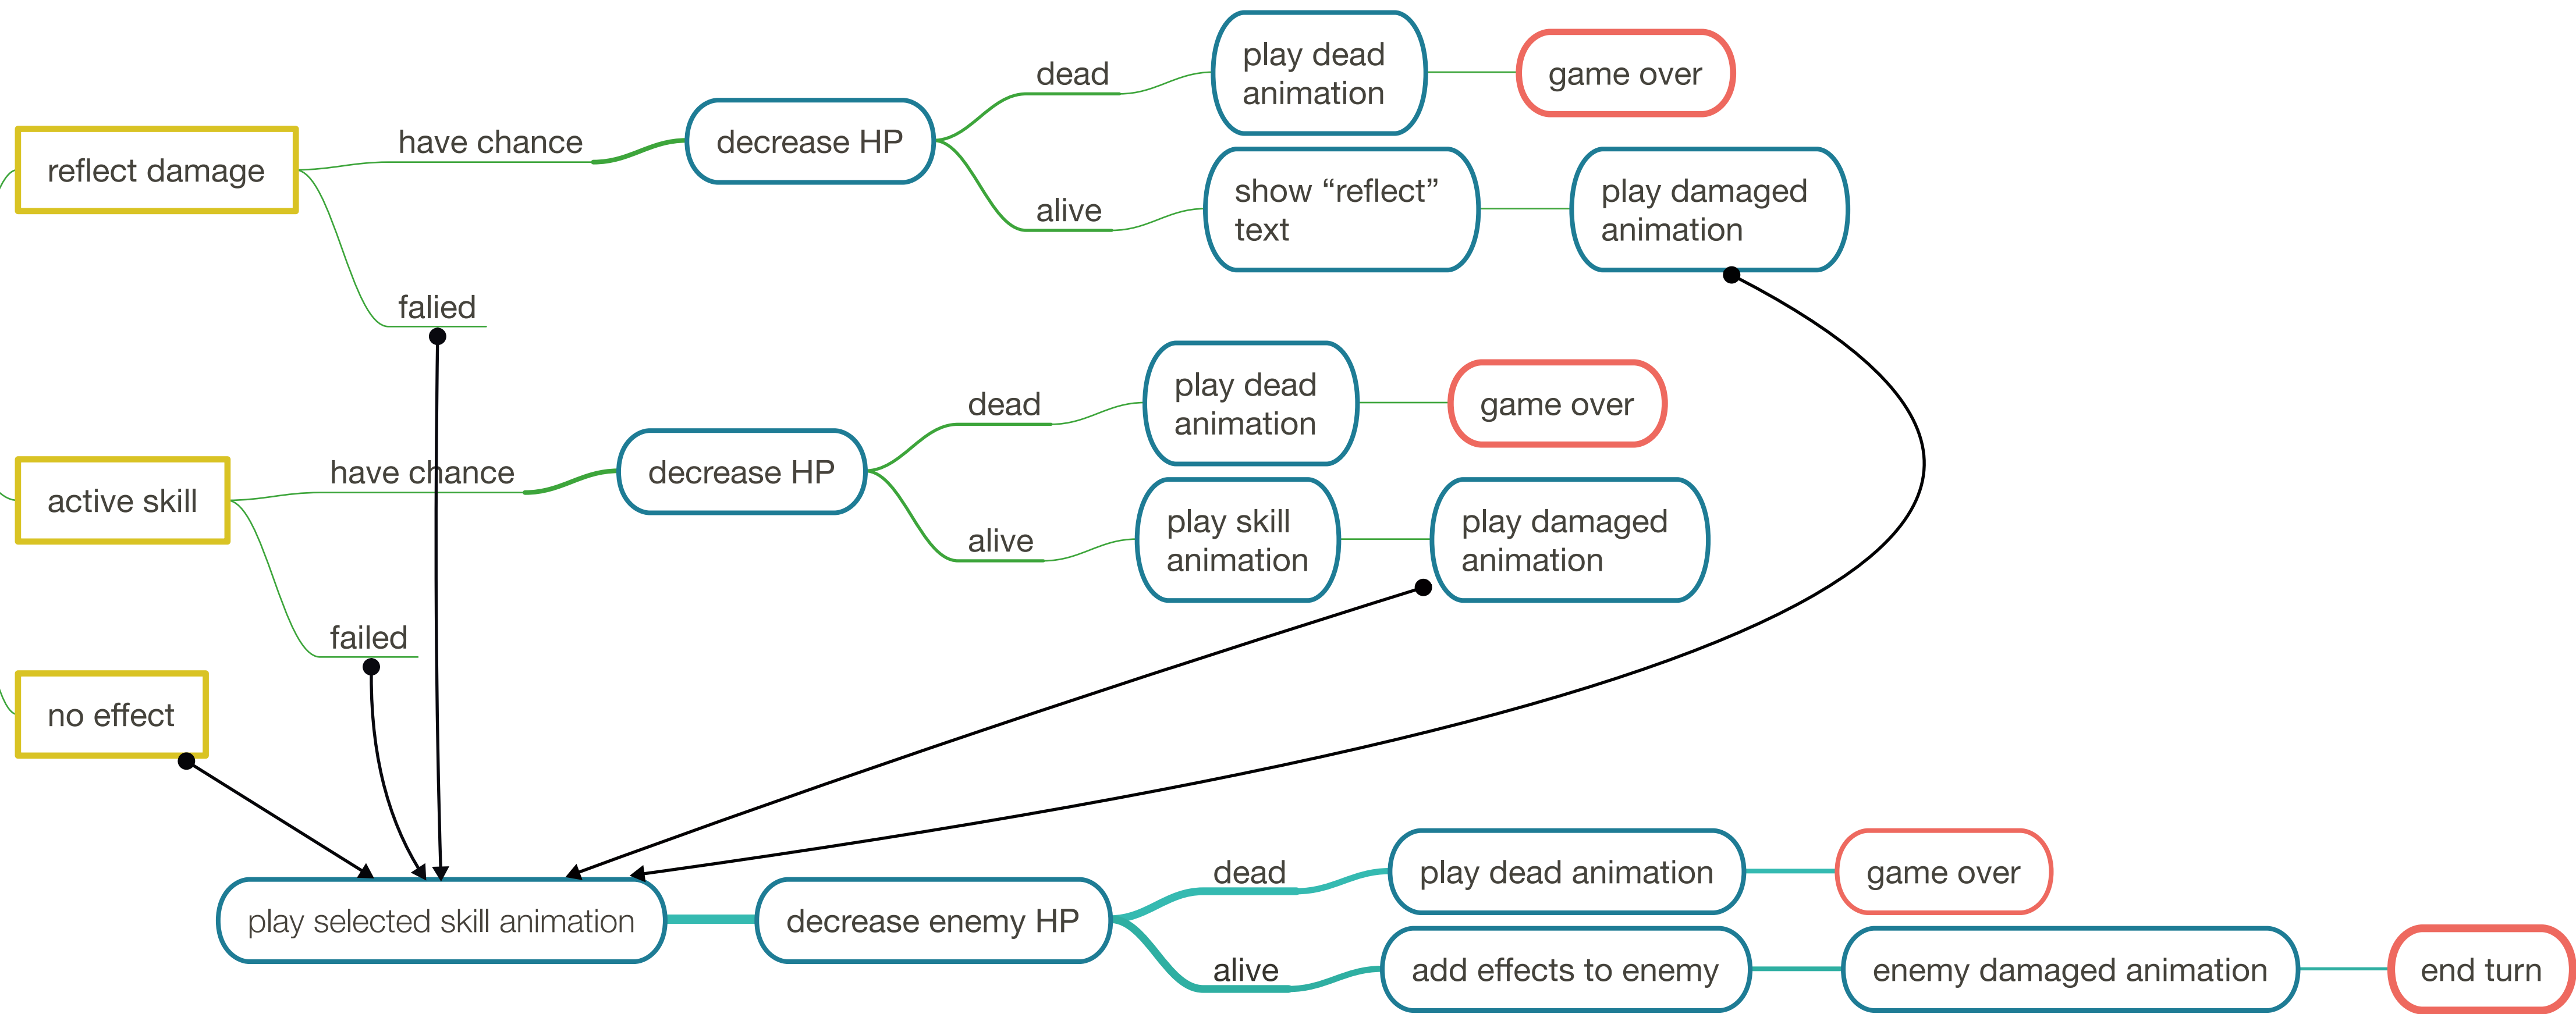 play dead
animation
dead
game over
have chance
decrease HP
reflect damage
show “reflect”
text
play damaged
animation
alive
falied
play dead
animation
dead
game over
have chance
decrease HP
active skill
play skill
animation
play damaged
animation
alive
failed
no effect
dead
play dead animation
game over
play selected skill animation
decrease enemy HP
alive
add effects to enemy
enemy damaged animation
end turn